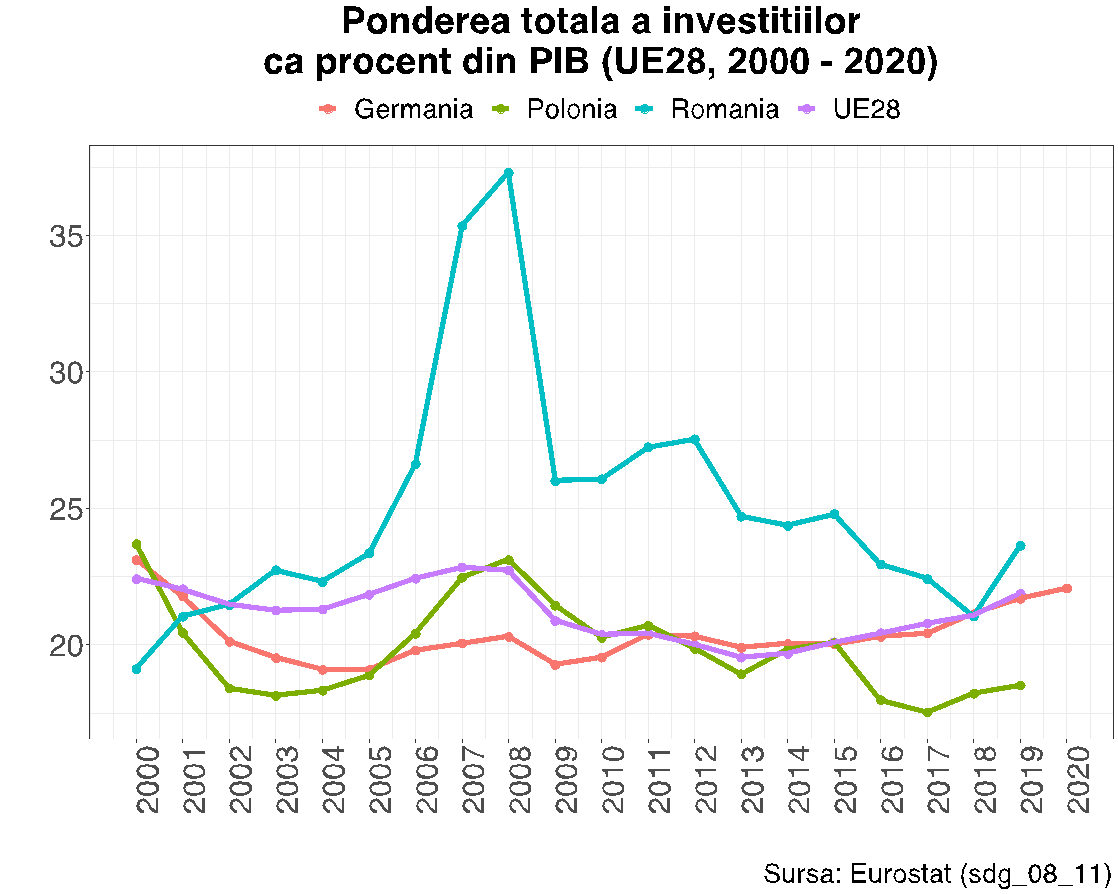 Ponderea totala a investitiilor
ca procent din PIB (UE28, 2000 - 2020)
Germania Polonia Romania UE28
35
30
25
20
2000 2001 2002 2003 2004 2005 2006 2007 2008 2009 2010 2011 2012 2013 2014 2015 2016 2017 2018 2019 2020
Sursa: Eurostat (sdg_08_11)